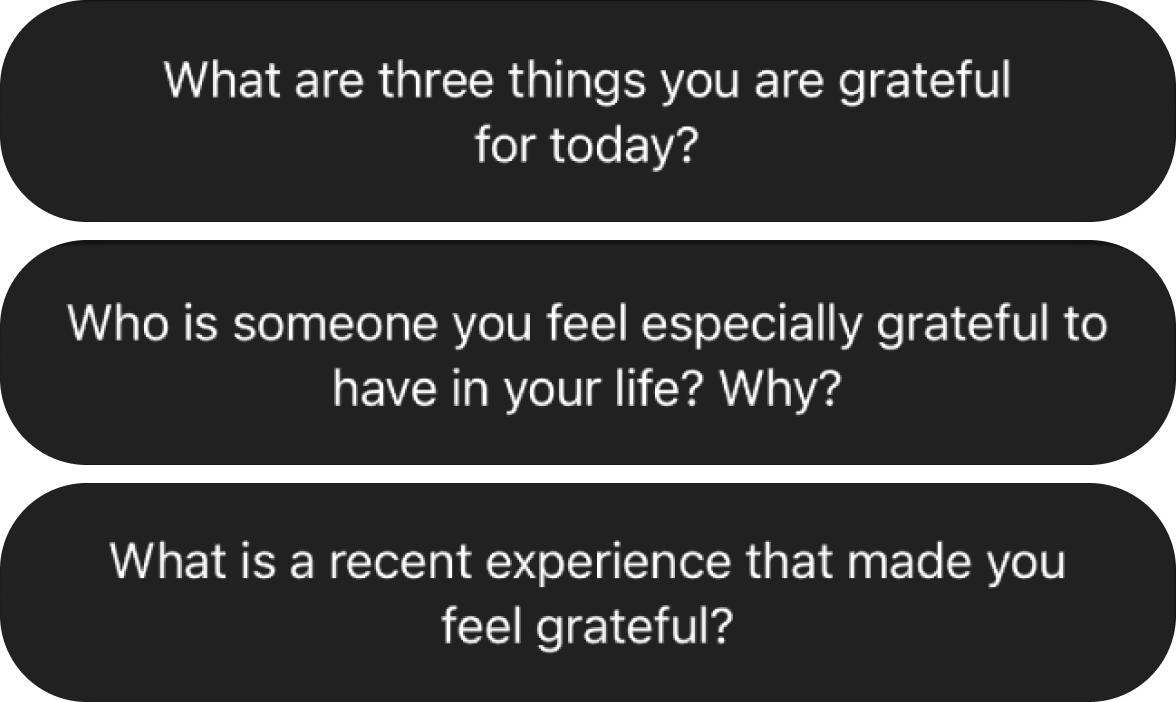 What are three things you are grateful
for today?
Who is someone you feel especially grateful to
have in your life? Why?
What is a recent experience that made you
feel grateful?